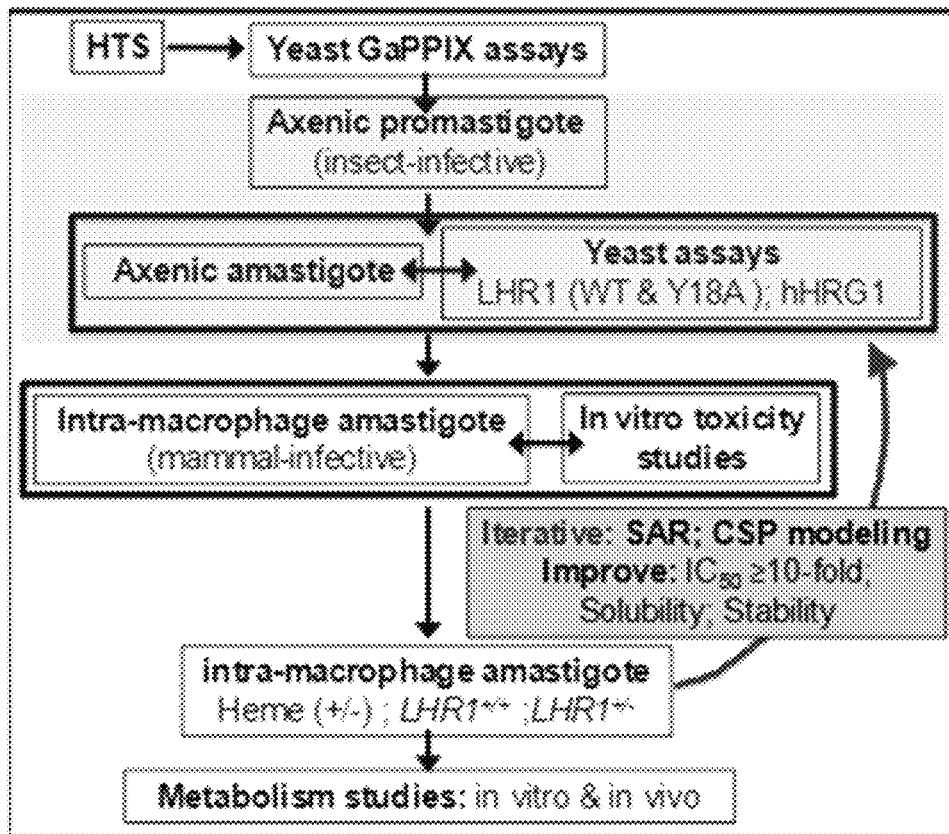 HTS
Yeast GaPPIX assays
Axenic promastigote
(insect-infective)
Axenic amastigote
Yeast assays
LHR1 (WT & Y18A ); hHRG1
Intra-macrophage amastigote
(mammal-infective)
In vitro toxicity
studies
Iterative: SAR; CSP modeling
Improve: IC50 ≥10-fold;
Solubility; Stability
intra-macrophage amastigote
Heme (+/-) ; LHR1+/+ ;LHR1+/-
Metabolism studies: in vitro & in vivo